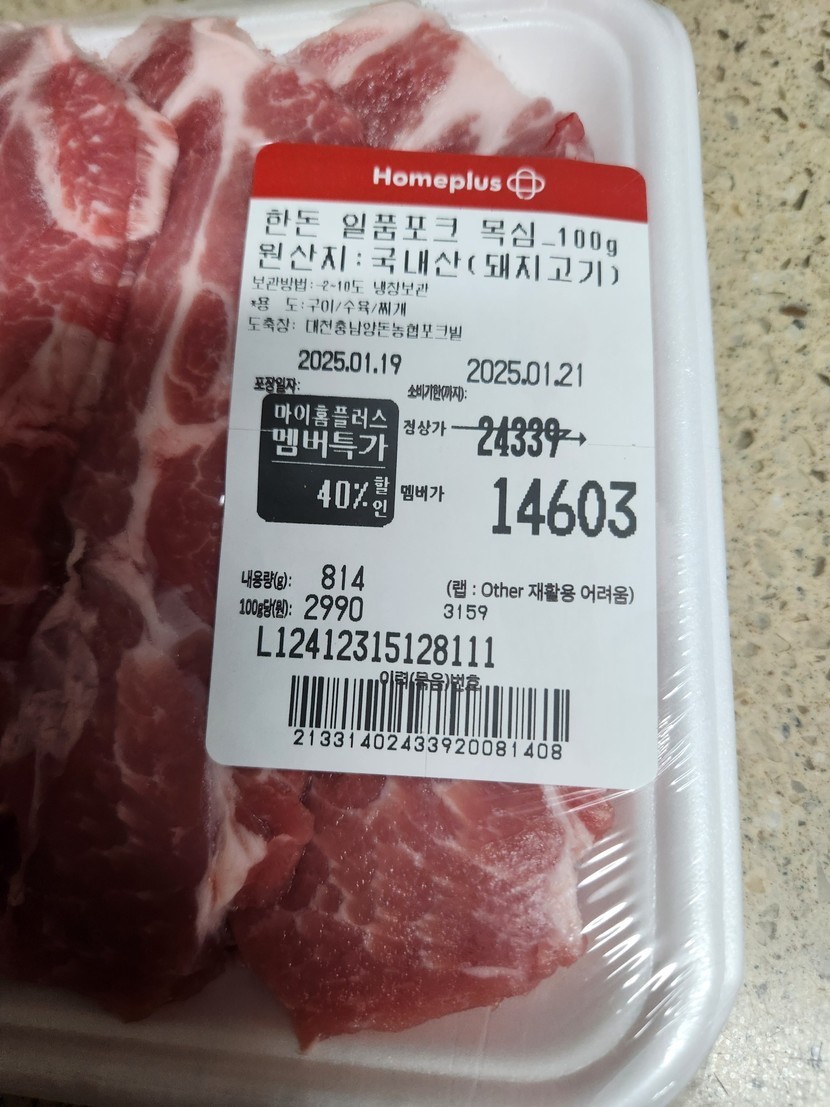 Homeplus
한돈 일품포크 목심_100g
원산지:국내산(돼지고기)
보관방법:-2-10도 냉장보관
*용 도:구이/수육/찌개
도축장: 대전충남양돈농협포크빌
2025.01.19 2025.01.21
포장일자: 소비기한(까지):
마이홈플러스
멤버특가
40% 할인
정상가 24339
멤버가 14603
내용량(g): 814 (랩 : Other 재활용 어려움)
100g당(원): 2990 3159
L12412315128111
이력(묶음)번호
21331402433920081408